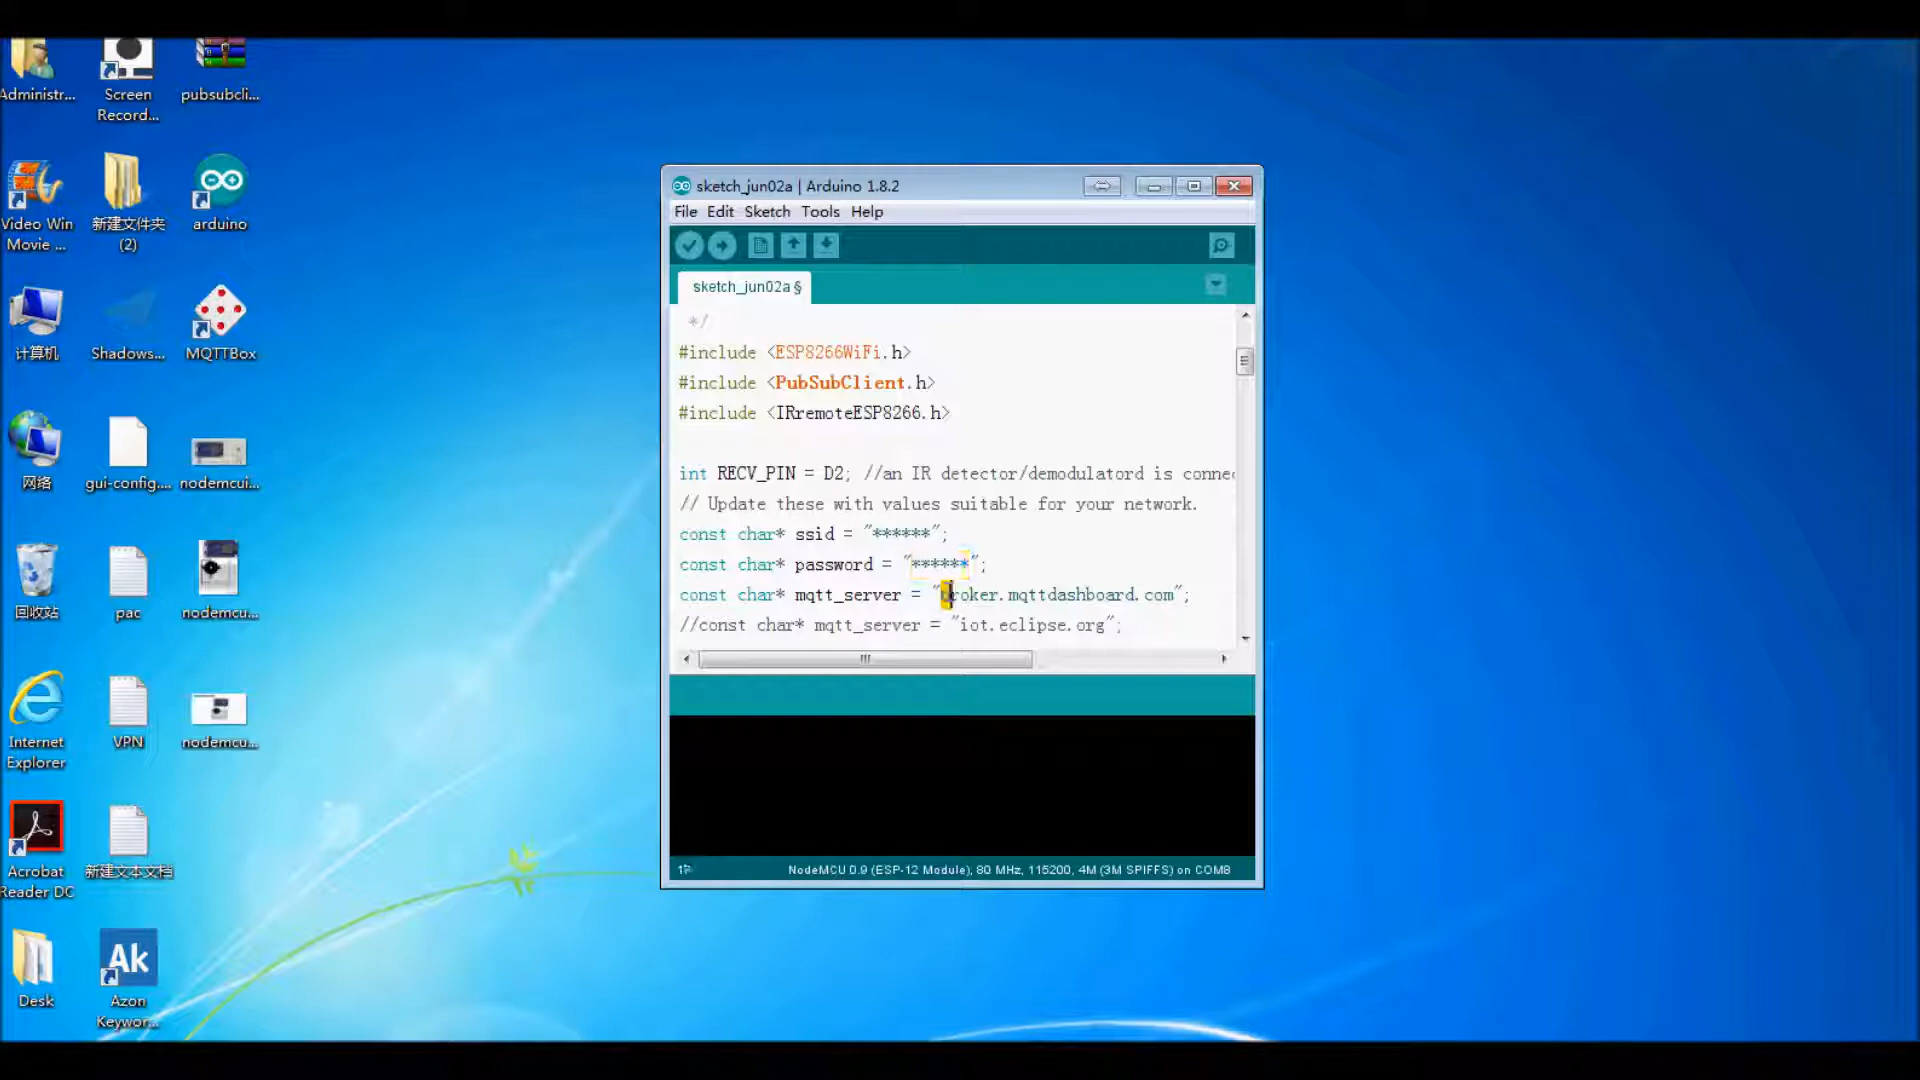 Administr...
Screen
Record...
pubsubcli...
Video Win
Movie ...
新建文件夹
(2)
arduino
计算机
Shadows...
MQTTBox
网络
gui-config....
nodemcui...
回收站
pac
nodemcu...
Internet
Explorer
VPN
nodemcu...
Acrobat
Reader DC
新建文本文档
Desk
Ak
Azon
Keywor...
sketch_jun02a | Arduino 1.8.2
File Edit Sketch Tools Help
sketch_jun02a §
*/
#include <ESP8266WiFi.h>
#include <PubSubClient.h>
#include <IRremoteESP8266.h>
int RECV_PIN = D2; //an IR detector/demodulatord is connec
// Update these with values suitable for your network.
const char* ssid = "******";
const char* password = "******";
const char* mqtt_server = "broker.mqttdashboard.com";
//const char* mqtt_server = "iot.eclipse.org";
NodeMCU 0.9 (ESP-12 Module), 80 MHz, 115200, 4M (3M SPIFFS) on COM8